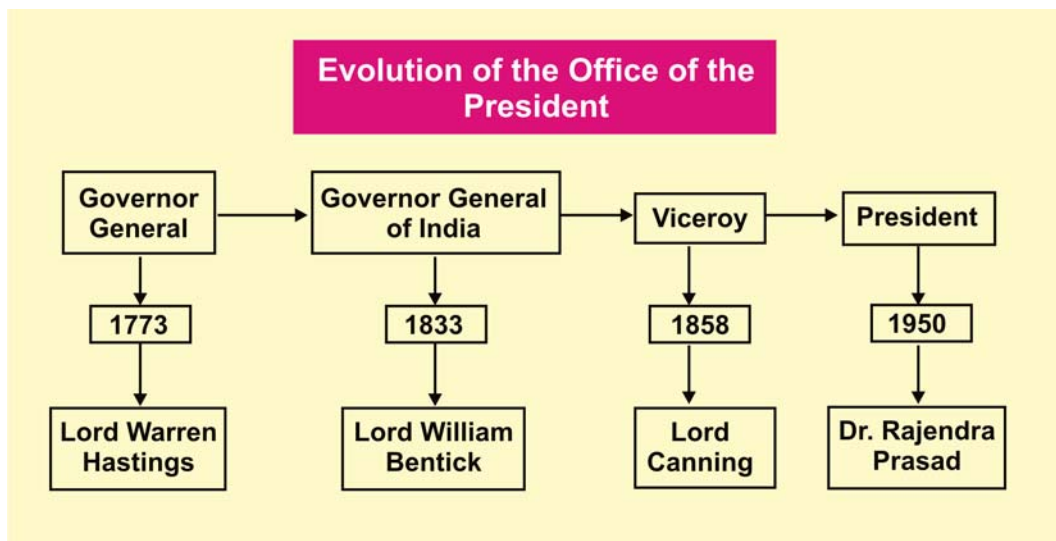 Evolution of the Office of the
President
Governor
General
Governor General
of India
Viceroy
President
1773
1833
1858
1950
Lord Warren
Hastings
Lord William
Bentick
Lord
Canning
Dr. Rajendra
Prasad